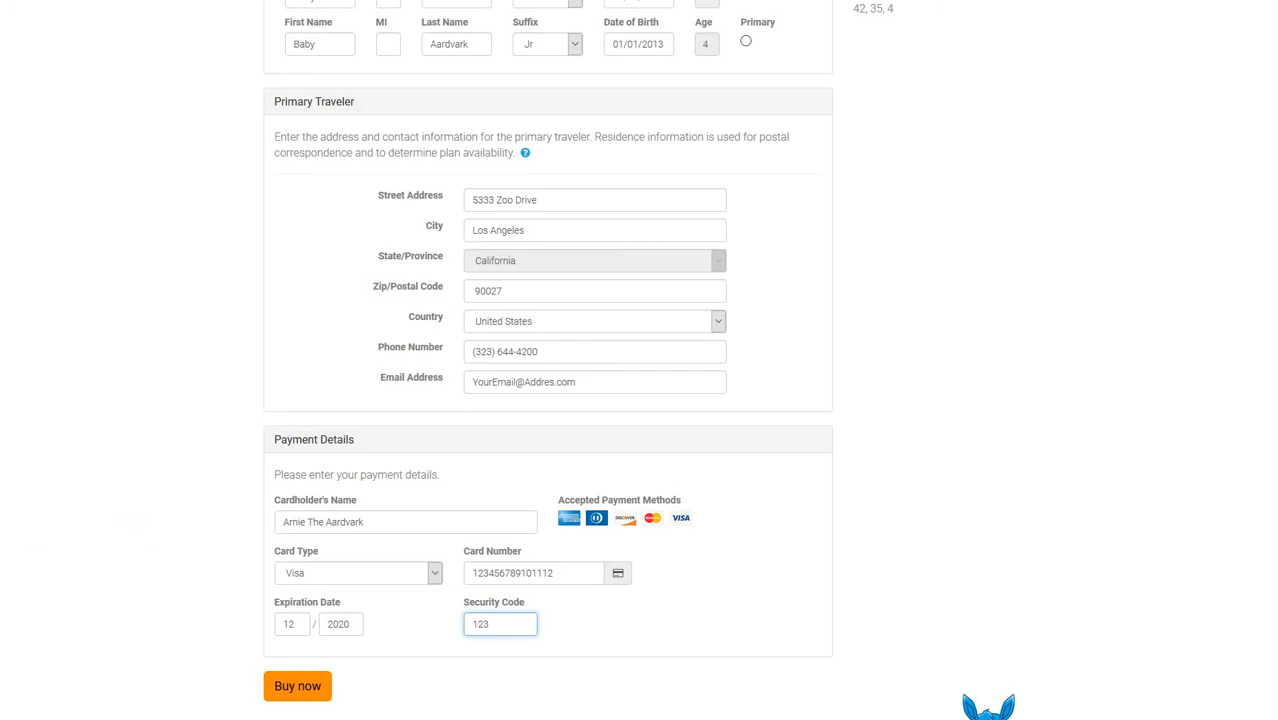 42, 35, 4
First Name MI Last Name Suffix Date of Birth Age Primary
Baby Aardvark Jr 01/01/2013 4
Primary Traveler
Enter the address and contact information for the primary traveler. Residence information is used for postal
correspondence and to determine plan availability. ?
Street Address 5333 Zoo Drive
City Los Angeles
State/Province California
Zip/Postal Code 90027
Country United States
Phone Number (323) 644-4200
Email Address YourEmail@Addres.com
Payment Details
Please enter your payment details.
Cardholder's Name Accepted Payment Methods
Arnie The Aardvark DISCOVER VISA
Card Type Card Number
Visa 123456789101112
Expiration Date Security Code
12 / 2020 123
Buy now